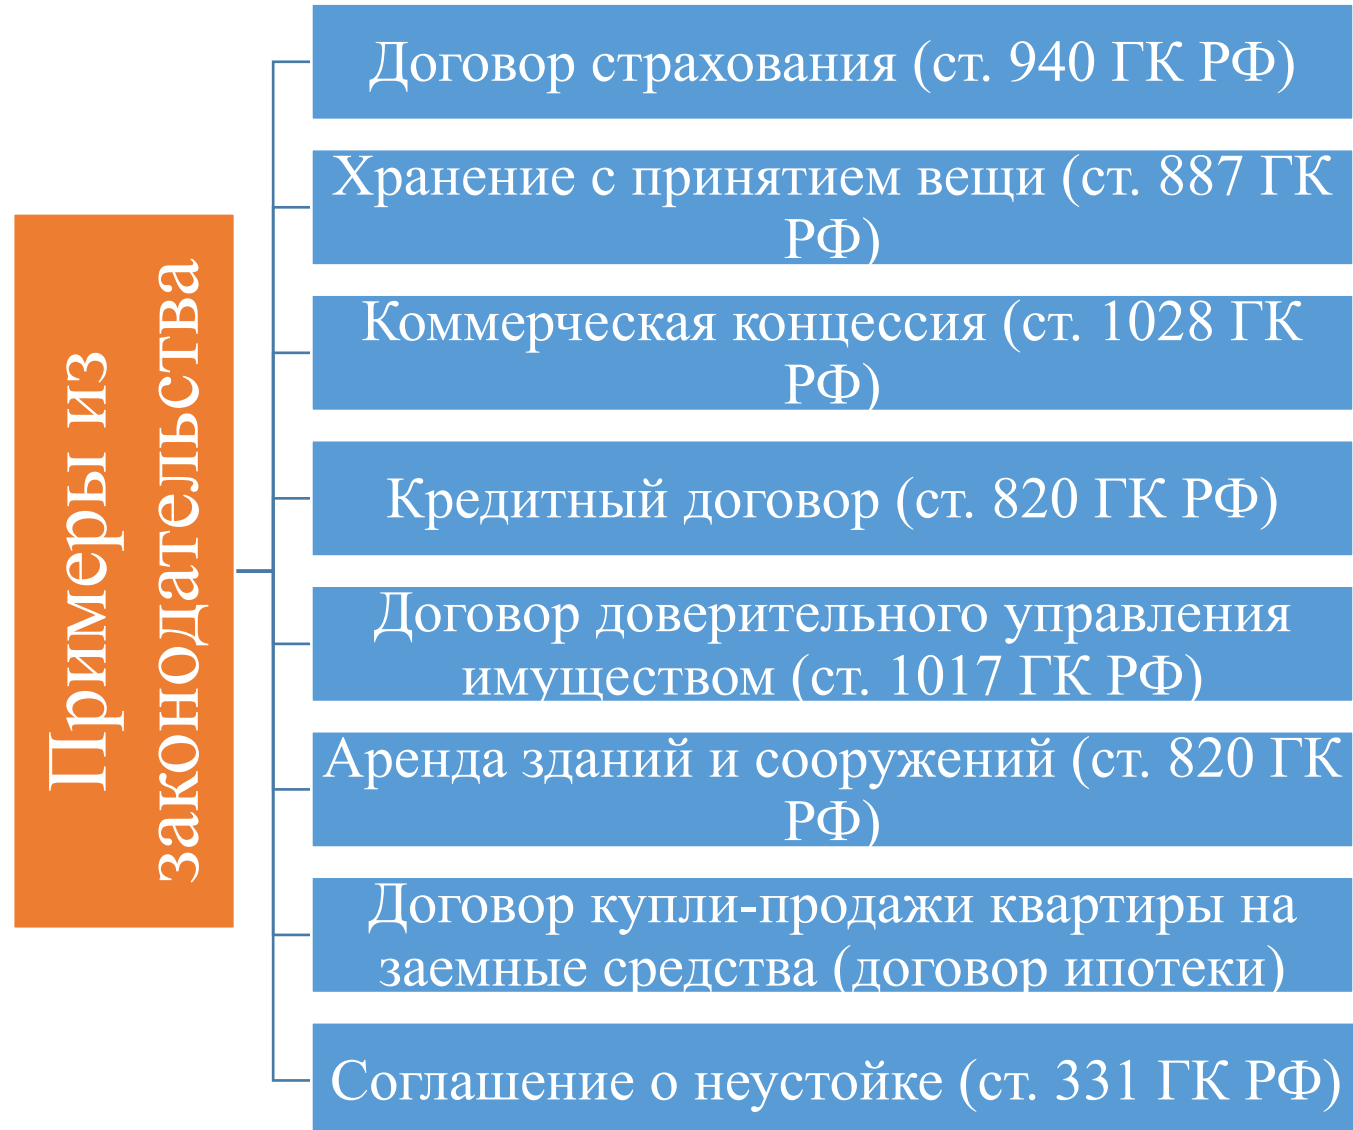 Примеры из
законодательства
Договор страхования (ст. 940 ГК РФ)
Хранение с принятием вещи (ст. 887 ГК
РФ)
Коммерческая концессия (ст. 1028 ГК
РФ)
Кредитный договор (ст. 820 ГК РФ)
Договор доверительного управления
имуществом (ст. 1017 ГК РФ)
Аренда зданий и сооружений (ст. 820 ГК
РФ)
Договор купли-продажи квартиры на
заемные средства (договор ипотеки)
Соглашение о неустойке (ст. 331 ГК РФ)